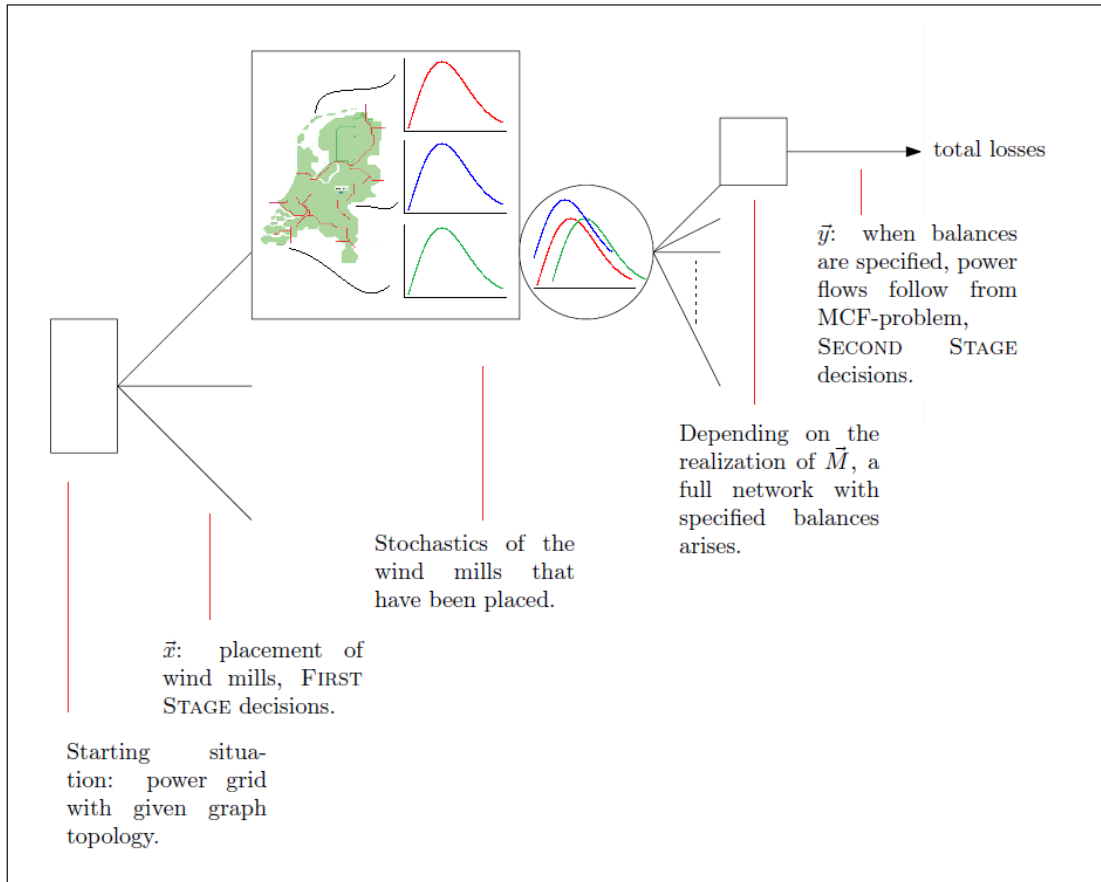 total losses
y⃗: when balances
are specified, power
flows follow from
MCF-problem,
SECOND STAGE
decisions.
Depending on the
realization of M⃗, a
full network with
specified balances
arises.
Stochastics of the
wind mills that
have been placed.
x⃗: placement of
wind mills, FIRST
STAGE decisions.
Starting situa-
tion: power grid
with given graph
topology.